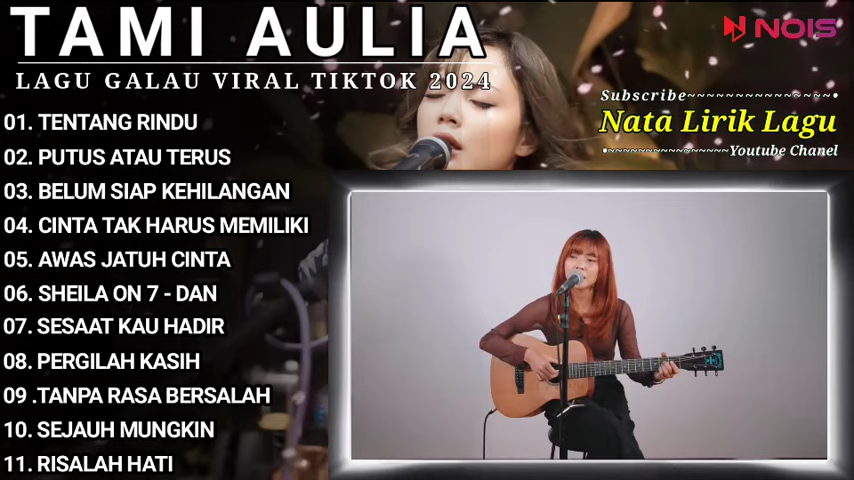 TAMI AULIA
LAGU GALAU VIRAL TIKTOK 2024
NOIS
Subscribe~~~~~~~~~~~~~~~•
Nata Lirik Lagu
•~~~~~~~~~~~~~~~~Youtube Chanel
01. TENTANG RINDU
02. PUTUS ATAU TERUS
03. BELUM SIAP KEHILANGAN
04. CINTA TAK HARUS MEMILIKI
05. AWAS JATUH CINTA
06. SHEILA ON 7 - DAN
07. SESAAT KAU HADIR
08. PERGILAH KASIH
09 .TANPA RASA BERSALAH
10. SEJAUH MUNGKIN
11. RISALAH HATI